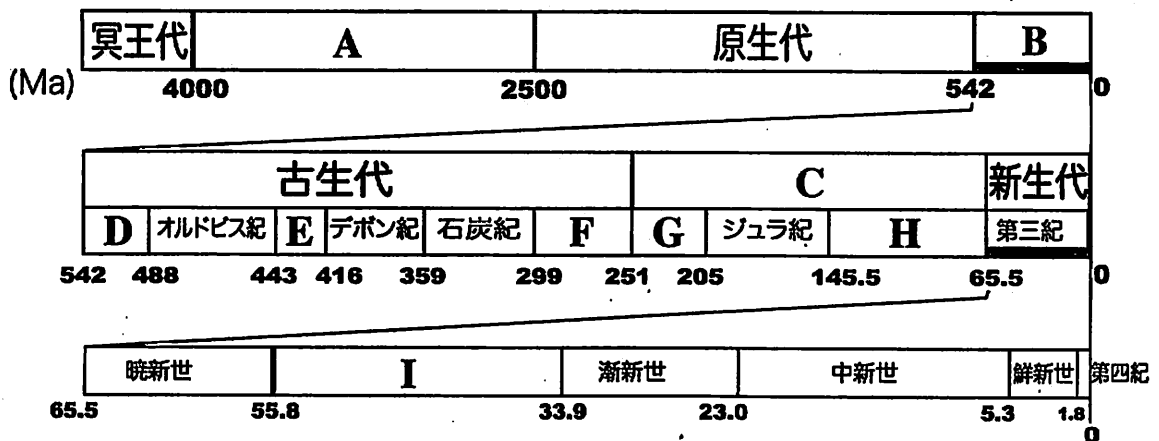 冥王代 A 原生代 B
(Ma) 4000 2500 542 0
古生代 C 新生代
D オルドビス紀 E デボン紀 石炭紀 F G ジュラ紀 H 第三紀
542 488 443 416 359 299 251 205 145.5 65.5 0
暁新世 I 漸新世 中新世 鮮新世 第四紀
65.5 55.8 33.9 23.0 5.3 1.8
0